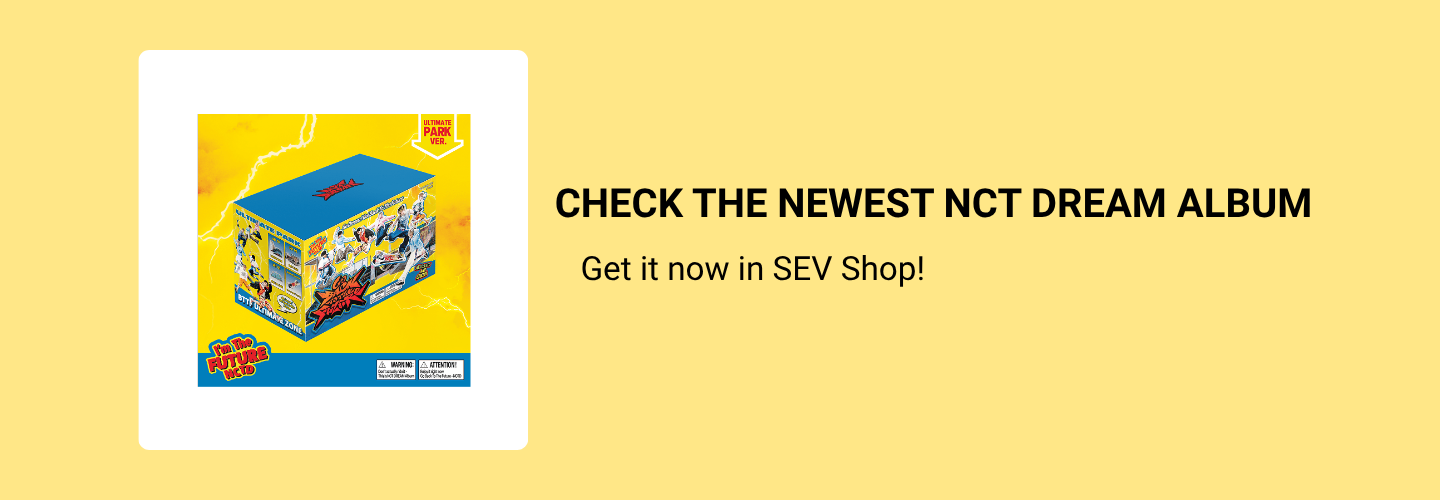 ULTIMATE
PARK
VER.
ULTIMATE PARK
BTTF ULTIMATE ZONE
I'm The
FUTURE
NCTD
WARNING
ATTENTION!
CHECK THE NEWEST NCT DREAM ALBUM
Get it now in SEV Shop!